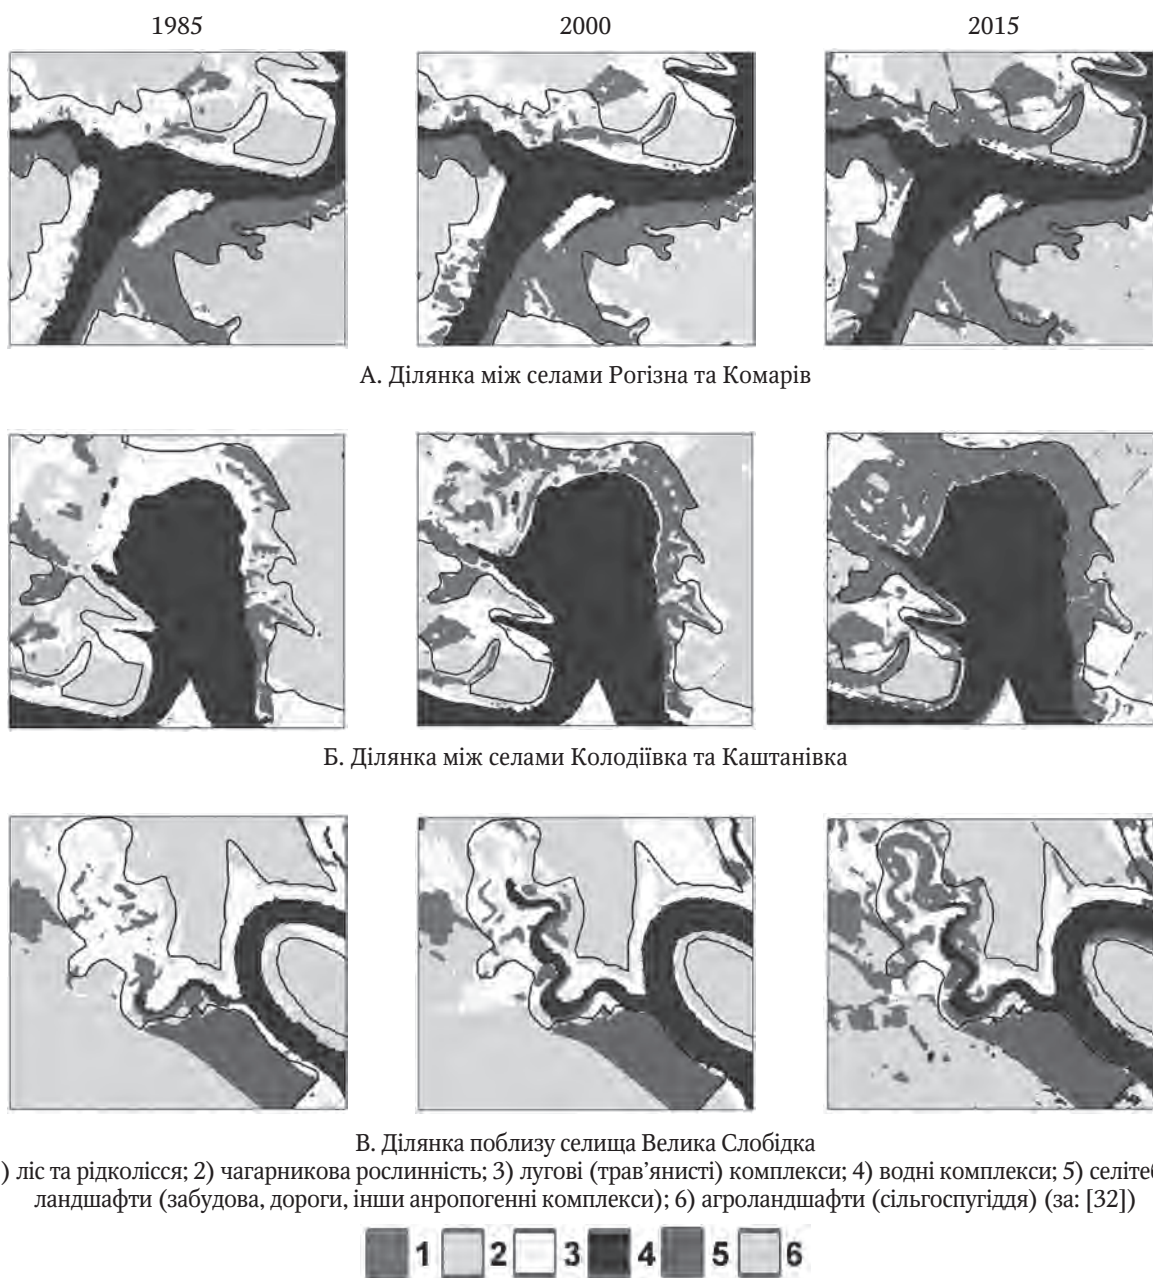 1985 2000 2015
А. Ділянка між селами Рогізна та Комарів
Б. Ділянка між селами Колодіївка та Каштанівка
В. Ділянка поблизу селища Велика Слобідка
) ліс та рідколісся; 2) чагарникова рослинність; 3) лугові (трав’янисті) комплекси; 4) водні комплекси; 5) селітеб
ландшафти (забудова, дороги, інши анропогенні комплекси); 6) агроландшафти (сільгоспугіддя) (за: [32])
1 2 3 4 5 6